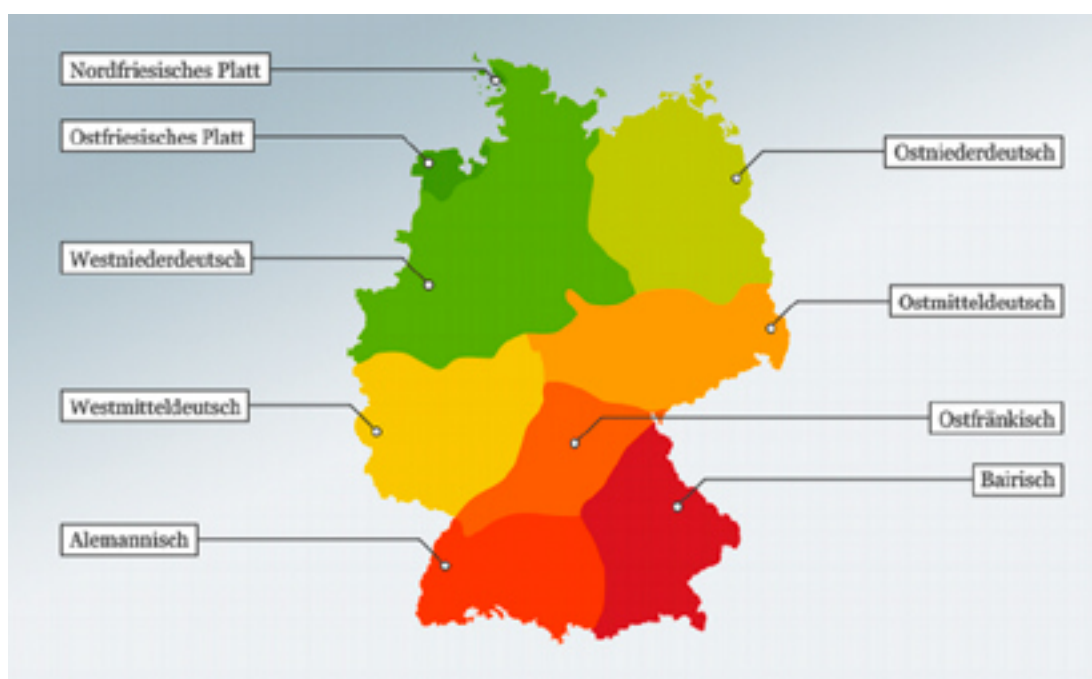 Nordfriesisches Platt
Ostfriesisches Platt
Ostniederdeutsch
Westniederdeutsch
Ostmitteldeutsch
Westmitteldeutsch
Ostfränkisch
Bairisch
Alemannisch